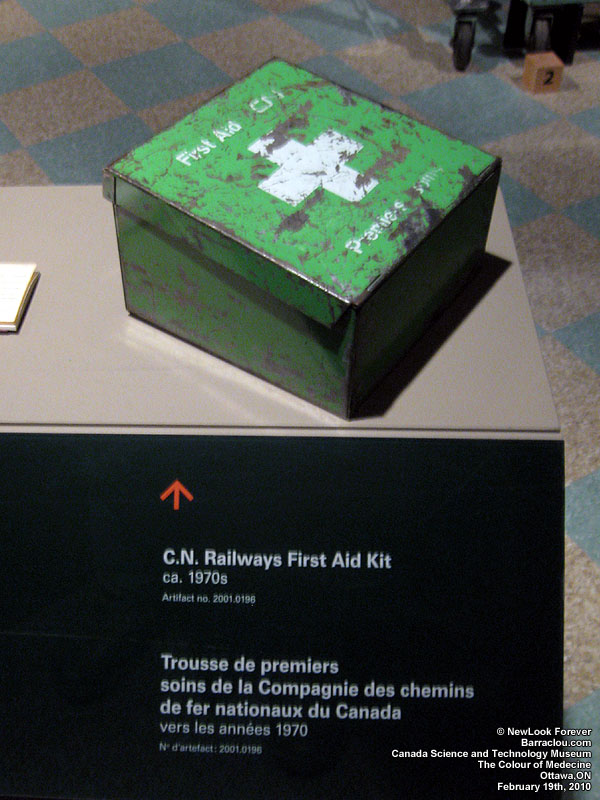 First Aid
Premiers
2
C.N. Railways First Aid Kit
ca. 1970s
Artifact no. 2001.0196
Trousse de premiers
soins de la Compagnie des chemins
de fer nationaux du Canada
vers les années 1970
N° d'artefact : 2001.0196
© NewLook Forever
Barraclou.com
Canada Science and Technology Museum
The Colour of Medecine
Ottawa,ON
February 19th, 2010